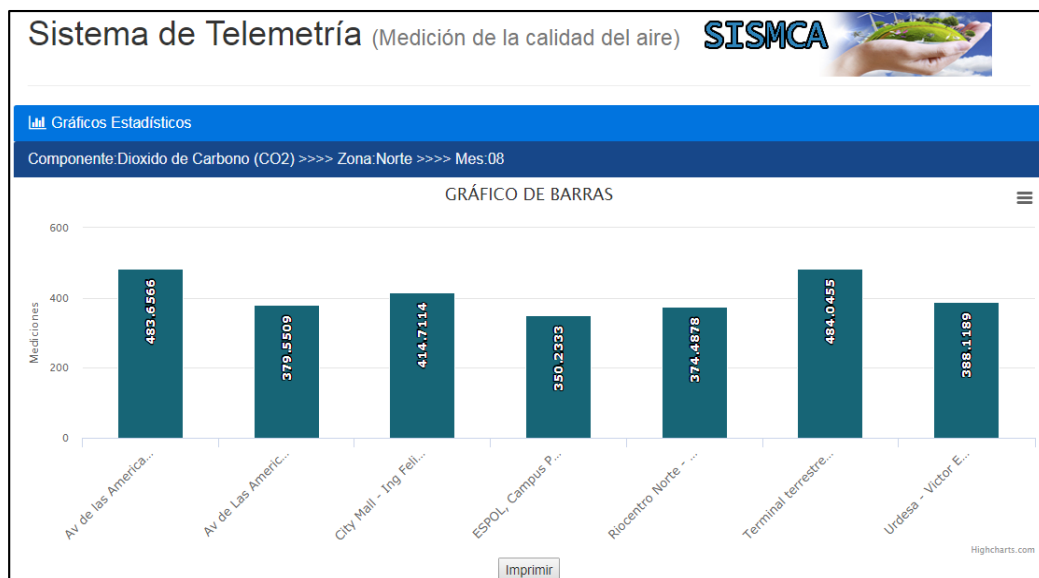 Sistema de Telemetría (Medición de la calidad del aire) SISMCA
Gráficos Estadísticos
Componente:Dioxido de Carbono (CO2) >>>> Zona:Norte >>>> Mes:08
GRÁFICO DE BARRAS
Mediciones
600
400
200
0
483.6566
379.5509
414.7114
350.2333
374.4878
484.0455
388.1189
Av de las America...
Av de Las Americ...
City Mall - Ing Feli...
ESPOL, Campus P...
Riocentro Norte - ...
Terminal terrestre...
Urdesa - Victor E...
Highcharts.com
Imprimir